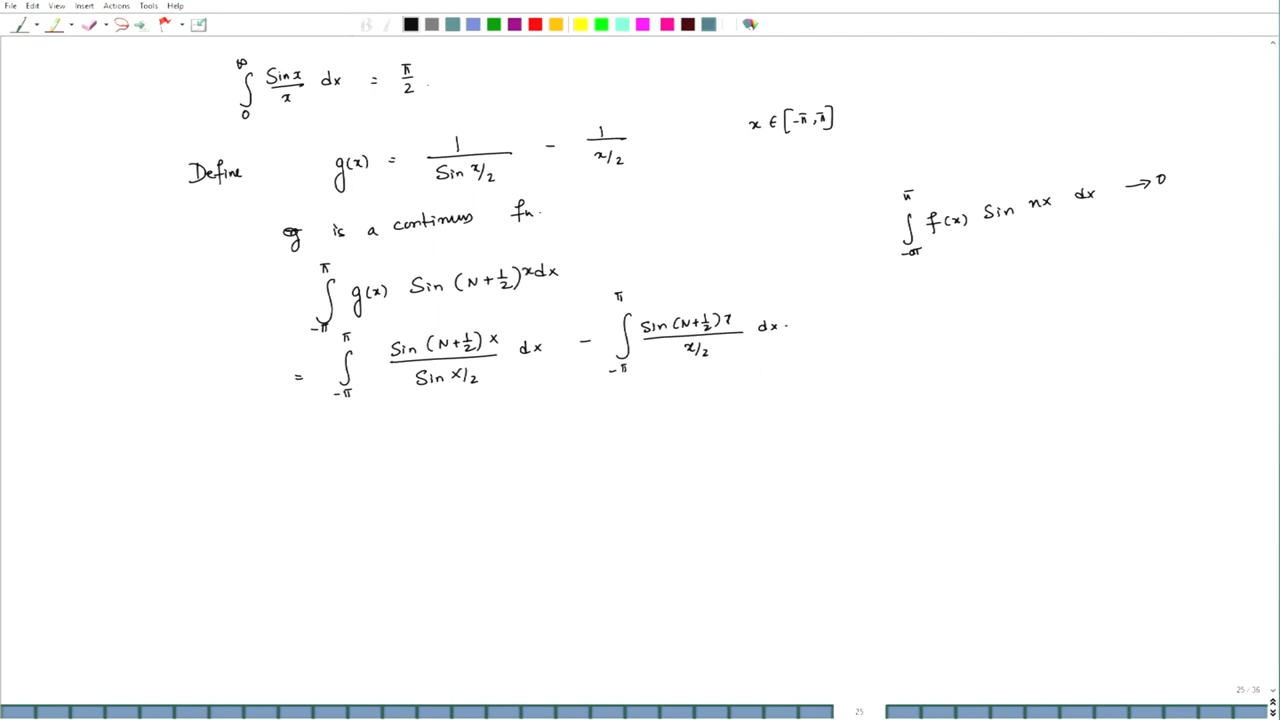 File Edit View Insert Actions Tools Help
∫₀^∞ Sin x / x dx = π/2 .
Define g(x) = 1 / Sin x/2 - 1 / x/2 x ∈ [-π, π]
g is a continuous fn.
∫_{-π}^{π} f(x) Sin nx dx → 0
∫_{-π}^{π} g(x) Sin (N+½) x dx
= ∫_{-π}^{π} Sin (N+½) x / Sin x/2 dx - ∫_{-π}^{π} Sin (N+½) x / x/2 dx.
25 / 36
25